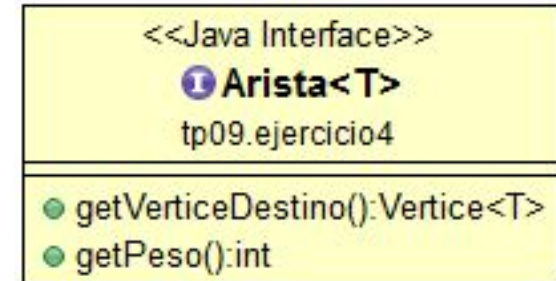 <<Java Interface>>
I Arista<T>
tp09.ejercicio4
getVerticeDestino():Vertice<T>
getPeso():int